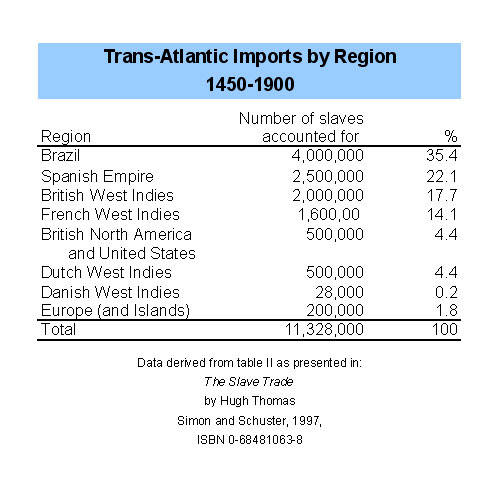 Trans-Atlantic Imports by Region
1450-1900
Number of slaves
Region accounted for %
Brazil 4,000,000 35.4
Spanish Empire 2,500,000 22.1
British West Indies 2,000,000 17.7
French West Indies 1,600,00 14.1
British North America 500,000 4.4
and United States
Dutch West Indies 500,000 4.4
Danish West Indies 28,000 0.2
Europe (and Islands) 200,000 1.8
Total 11,328,000 100
Data derived from table II as presented in:
The Slave Trade
by Hugh Thomas
Simon and Schuster, 1997,
ISBN 0-68481063-8